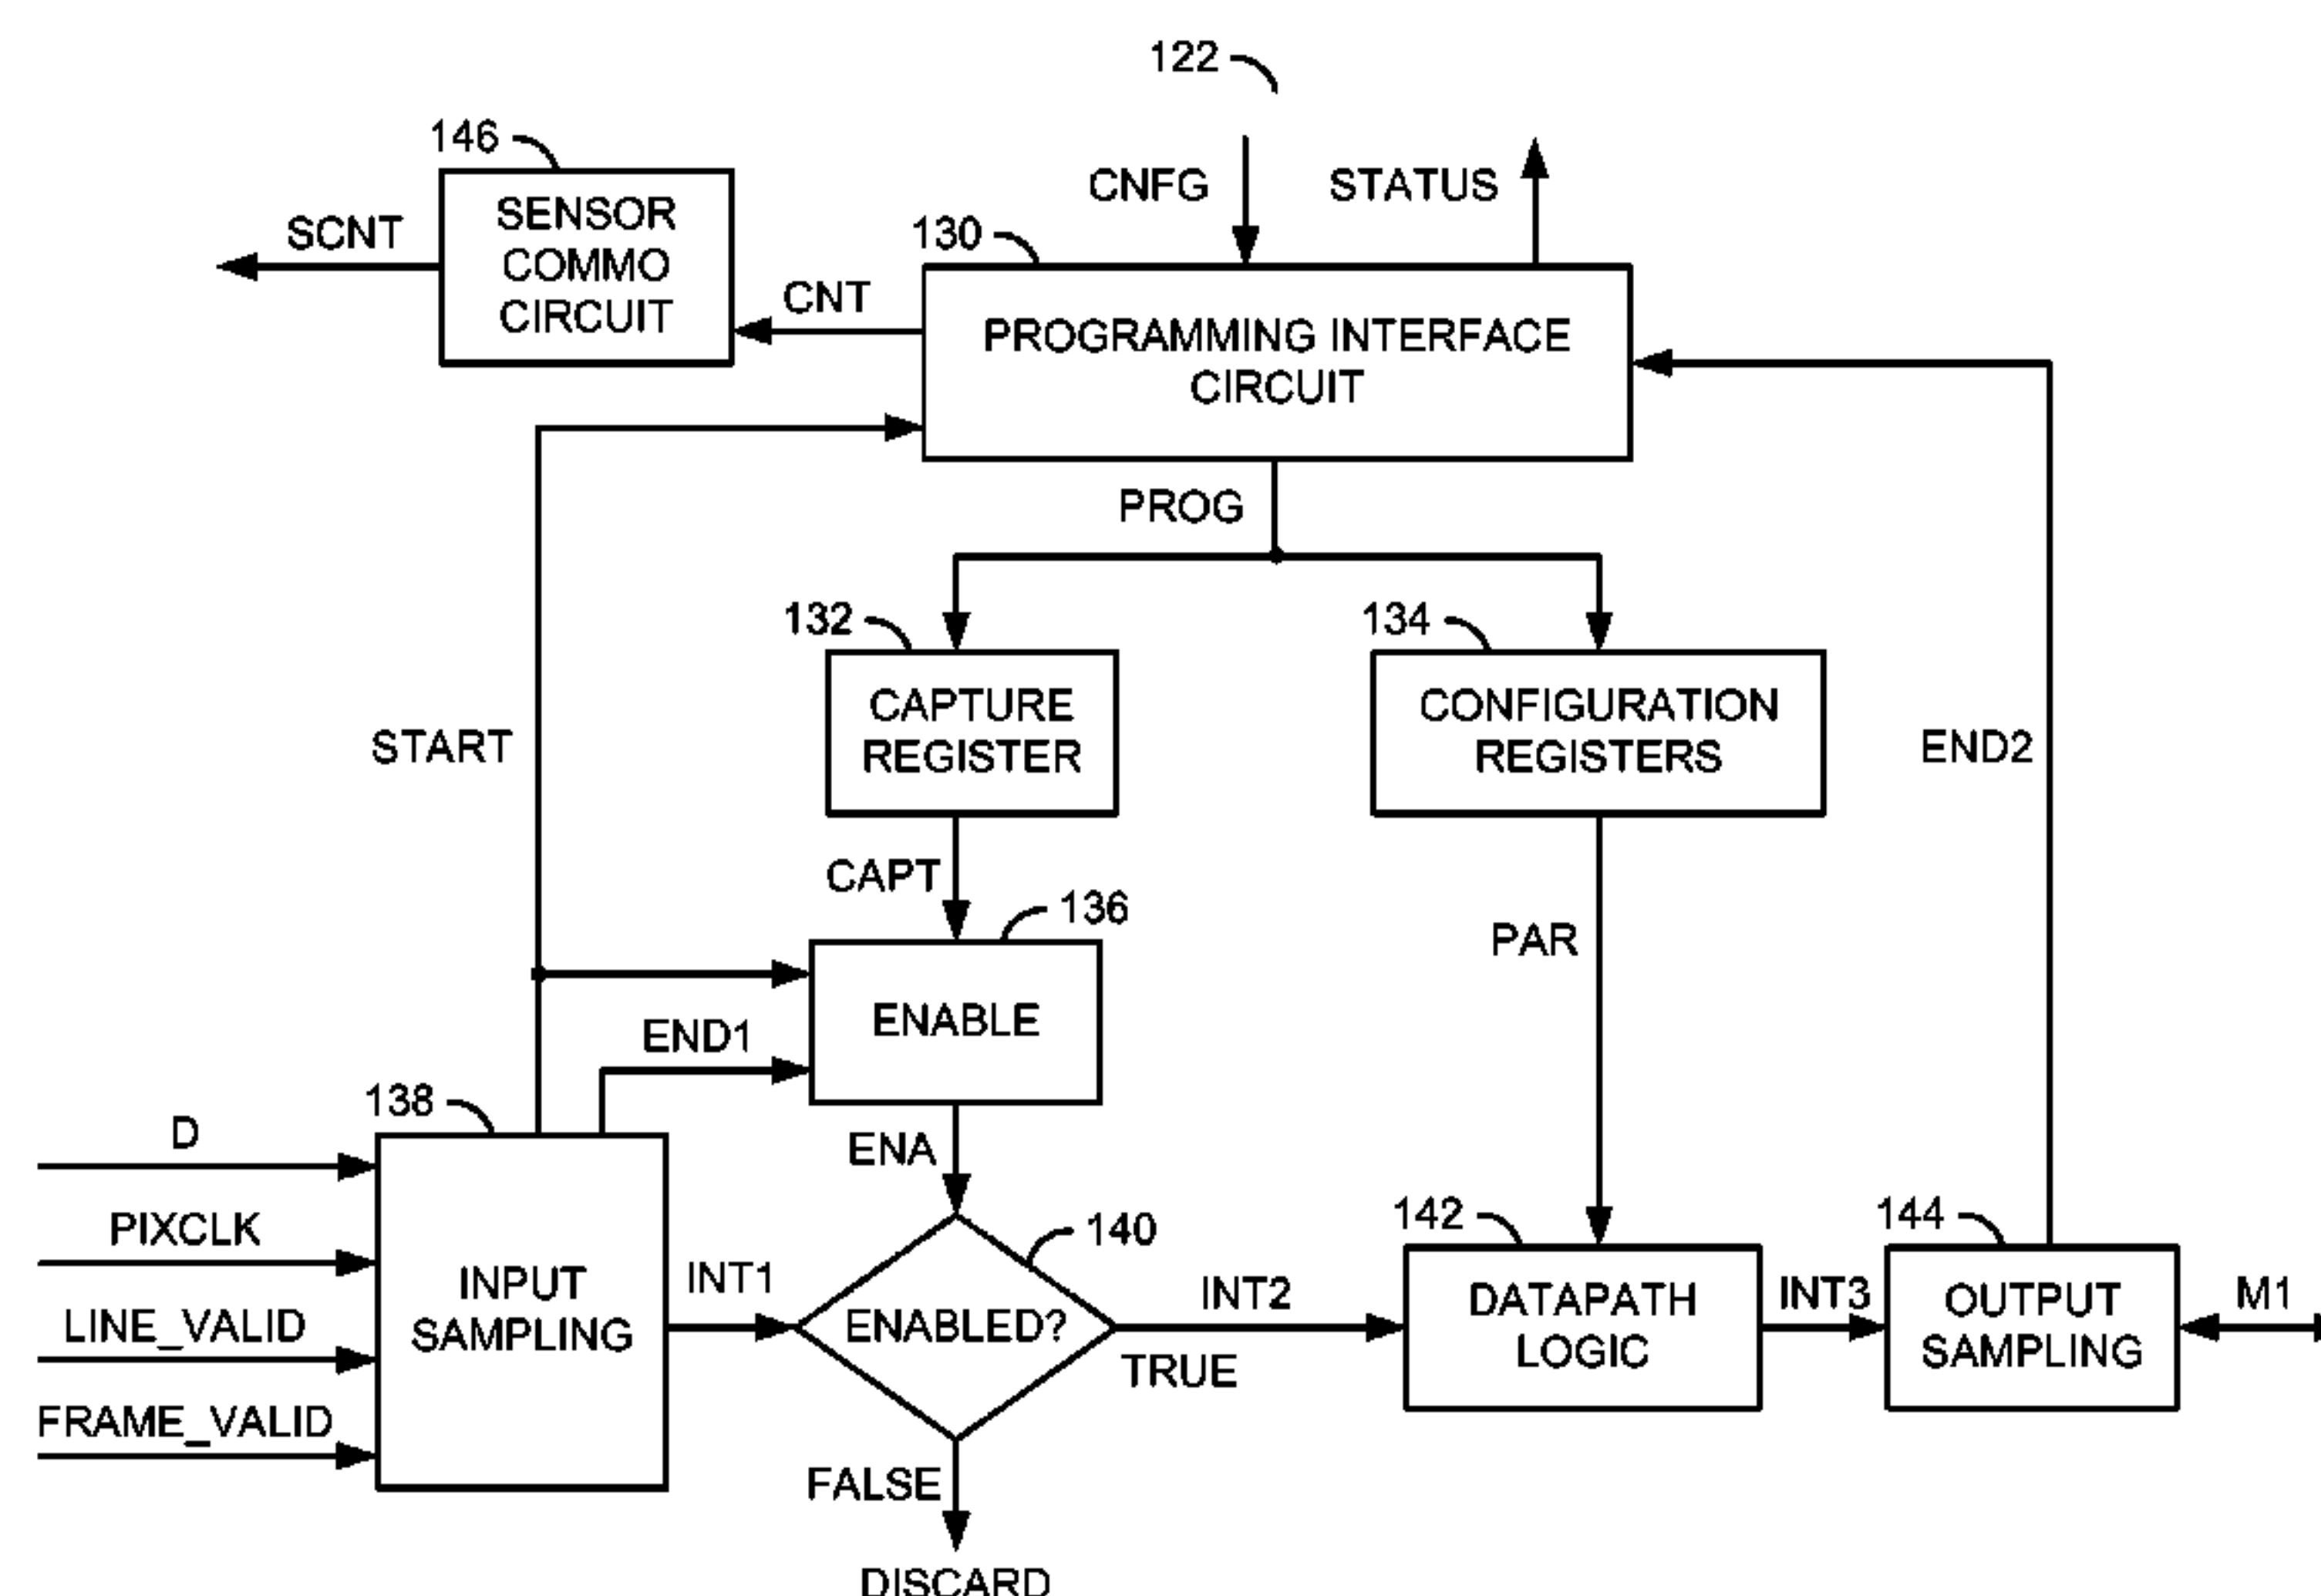 122
146
SENSOR
COMMO
CIRCUIT
SCNT
CNFG
STATUS
130
CNT
PROGRAMMING INTERFACE
CIRCUIT
PROG
132
CAPTURE
REGISTER
134
CONFIGURATION
REGISTERS
START
END2
CAPT
136
ENABLE
PAR
END1
138
D
PIXCLK
LINE_VALID
FRAME_VALID
INPUT
SAMPLING
ENA
140
INT1
ENABLED?
INT2
TRUE
FALSE
DISCARD
142
DATAPATH
LOGIC
INT3
144
OUTPUT
SAMPLING
M1